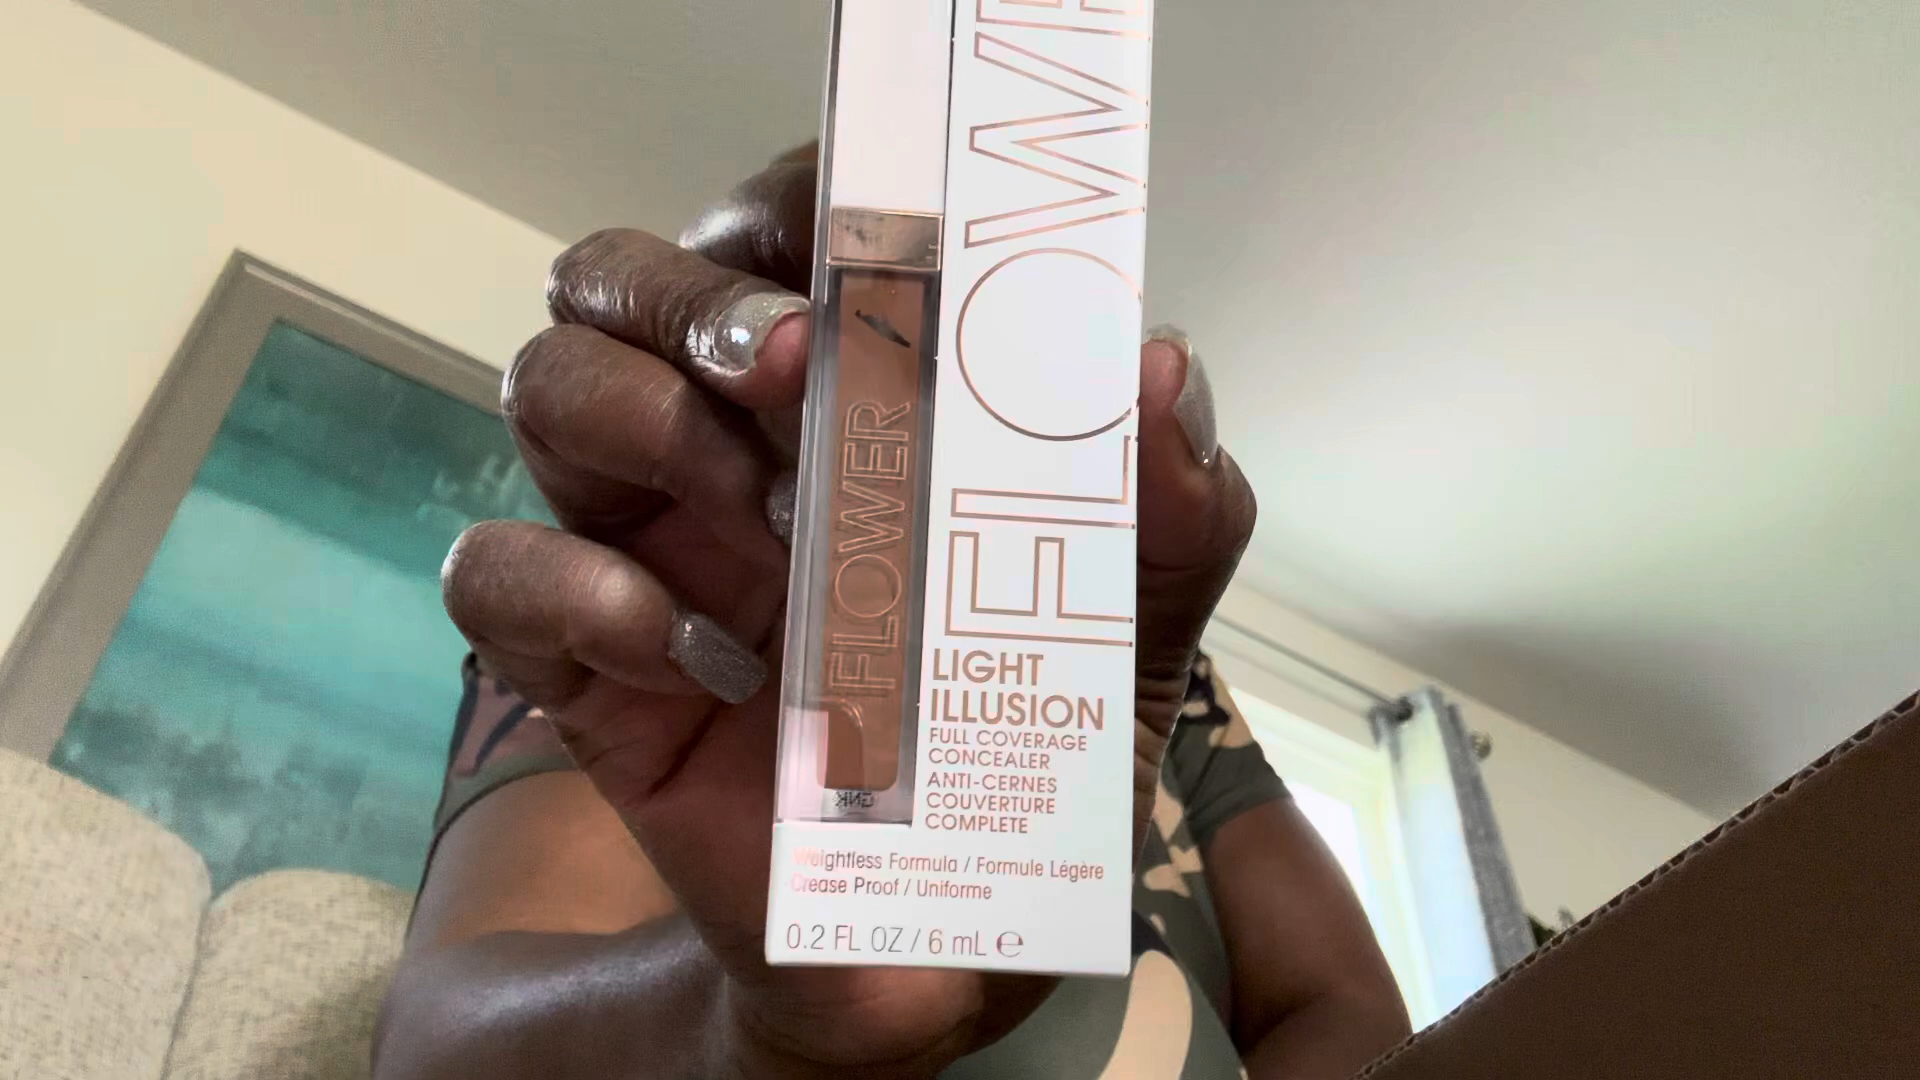 FLOWE
FLOWER
LIGHT
ILLUSION
FULL COVERAGE
CONCEALER
ANTI-CERNES
COUVERTURE
COMPLETE
Weightless Formula / Formule Légère
Crease Proof / Uniforme
0.2 FL OZ / 6 mL ℮